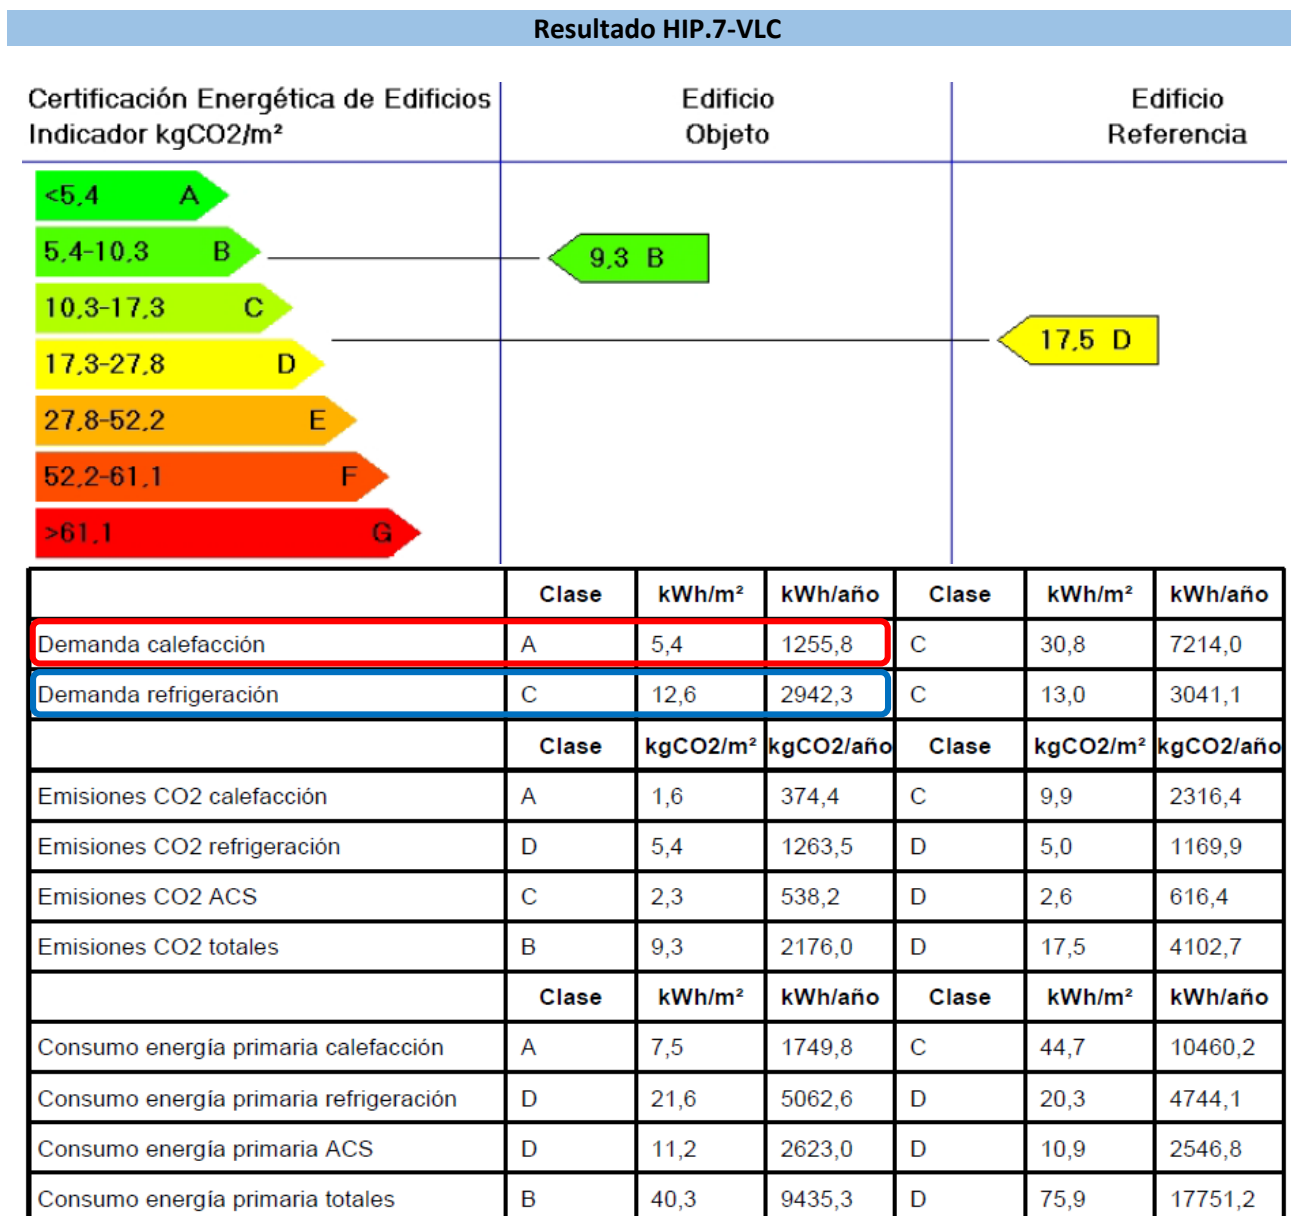 Resultado HIP.7-VLC
Certificación Energética de Edificios
Indicador kgCO2/m²
Edificio
Objeto
Edificio
Referencia
<5,4 A
5,4-10,3 B
9,3 B
10,3-17,3 C
17,3-27,8 D
17,5 D
27,8-52,2 E
52,2-61,1 F
>61,1 G
Clase kWh/m² kWh/año Clase kWh/m² kWh/año
Demanda calefacción A 5,4 1255,8 C 30,8 7214,0
Demanda refrigeración C 12,6 2942,3 C 13,0 3041,1
Clase kgCO2/m² kgCO2/año Clase kgCO2/m² kgCO2/año
Emisiones CO2 calefacción A 1,6 374,4 C 9,9 2316,4
Emisiones CO2 refrigeración D 5,4 1263,5 D 5,0 1169,9
Emisiones CO2 ACS C 2,3 538,2 D 2,6 616,4
Emisiones CO2 totales B 9,3 2176,0 D 17,5 4102,7
Clase kWh/m² kWh/año Clase kWh/m² kWh/año
Consumo energía primaria calefacción A 7,5 1749,8 C 44,7 10460,2
Consumo energía primaria refrigeración D 21,6 5062,6 D 20,3 4744,1
Consumo energía primaria ACS D 11,2 2623,0 D 10,9 2546,8
Consumo energía primaria totales B 40,3 9435,3 D 75,9 17751,2